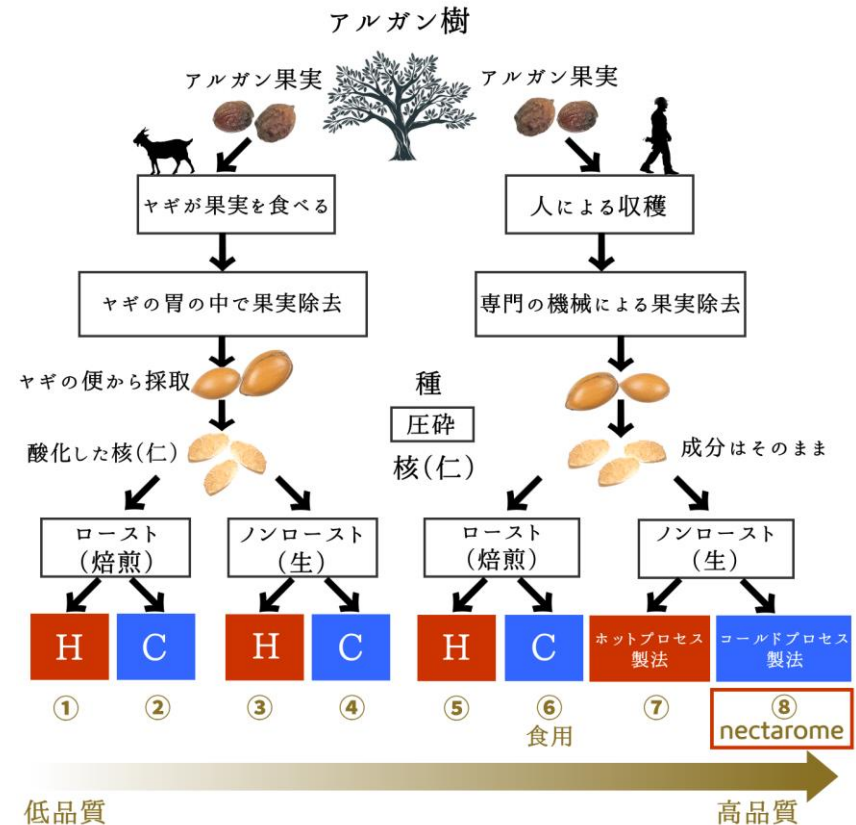 アルガン樹
アルガン果実
アルガン果実
ヤギが果実を食べる
人による収穫
ヤギの胃の中で果実除去
専門の機械による果実除去
ヤギの便から採取
種
圧砕
核(仁)
酸化した核(仁)
成分はそのまま
ロースト
(焙煎)
ノンロースト
(生)
ロースト
(焙煎)
ノンロースト
(生)
H
C
H
C
H
C
ホットプロセス
製法
コールドプロセス
製法
①
②
③
④
⑤
⑥
食用
⑦
⑧
nectarome
低品質
高品質